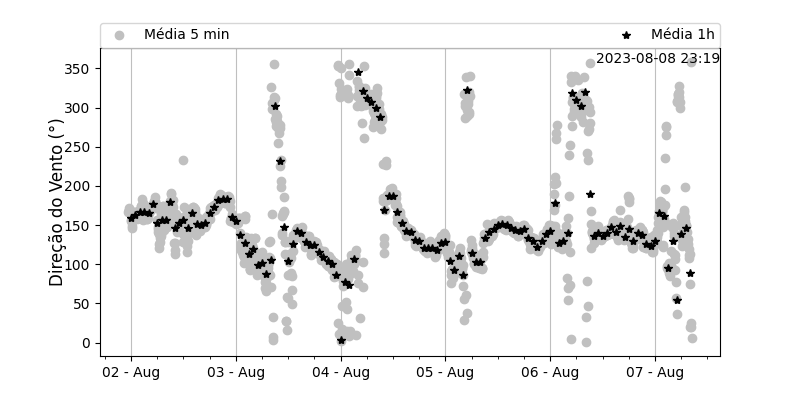 Média 5 min
Média 1h
2023-08-08 23:19
Direção do Vento (°)
350
300
250
200
150
100
50
0
02 - Aug
03 - Aug
04 - Aug
05 - Aug
06 - Aug
07 - Aug